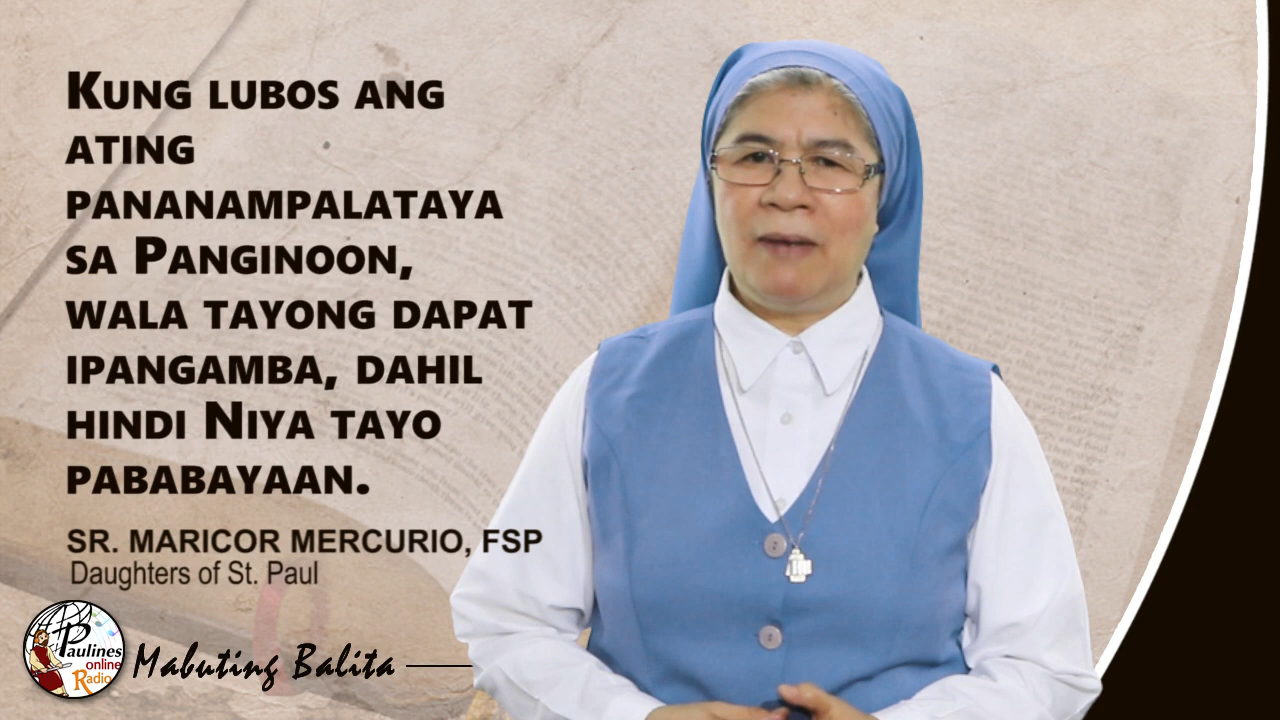 Kung lubos ang
ating
pananampalataya
sa Panginoon,
wala tayong dapat
ipangamba, dahil
hindi Niya tayo
pababayaan.
SR. MARICOR MERCURIO, FSP
Daughters of St. Paul
Paulines
online
Radio
Mabuting Balita